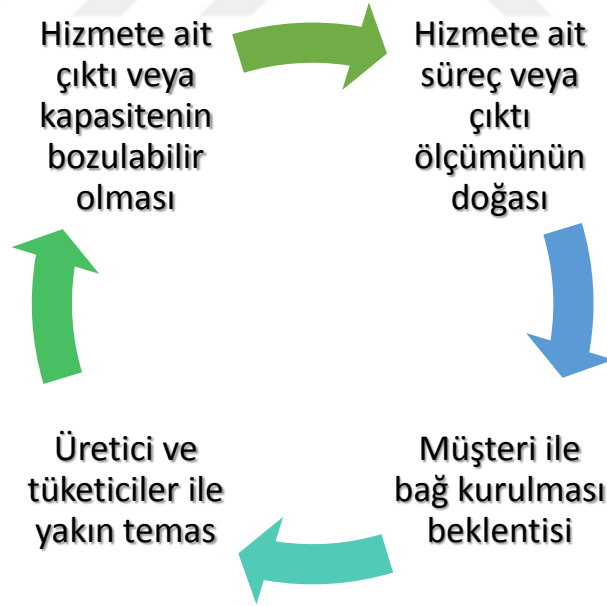 Hizmete ait
çıktı veya
kapasitenin
bozulabilir
olması
Hizmete ait
süreç veya
çıktı
ölçümünün
doğası
Müşteri ile
bağ kurulması
beklentisi
Üretici ve
tüketiciler ile
yakın temas